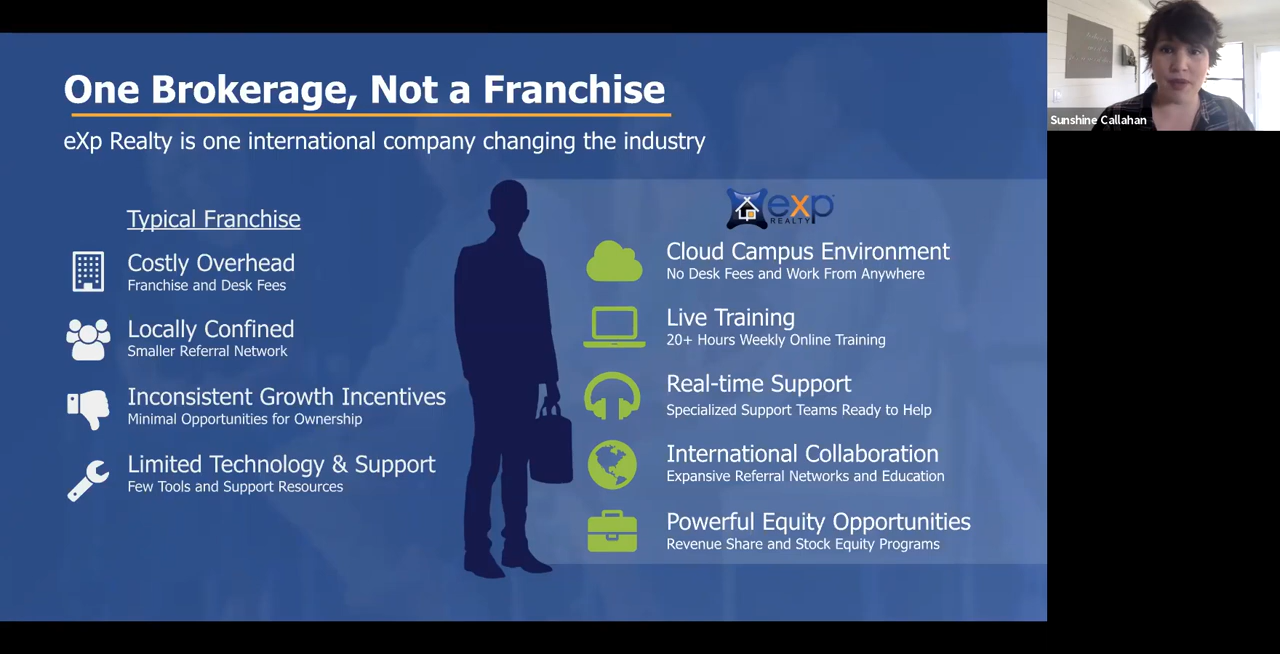 One Brokerage, Not a Franchise
eXp Realty is one international company changing the industry
Typical Franchise
Costly Overhead
Franchise and Desk Fees
Locally Confined
Smaller Referral Network
Inconsistent Growth Incentives
Minimal Opportunities for Ownership
Limited Technology & Support
Few Tools and Support Resources
eXp
REALTY
Cloud Campus Environment
No Desk Fees and Work From Anywhere
Live Training
20+ Hours Weekly Online Training
Real-time Support
Specialized Support Teams Ready to Help
International Collaboration
Expansive Referral Networks and Education
Powerful Equity Opportunities
Revenue Share and Stock Equity Programs
Sunshine Callahan